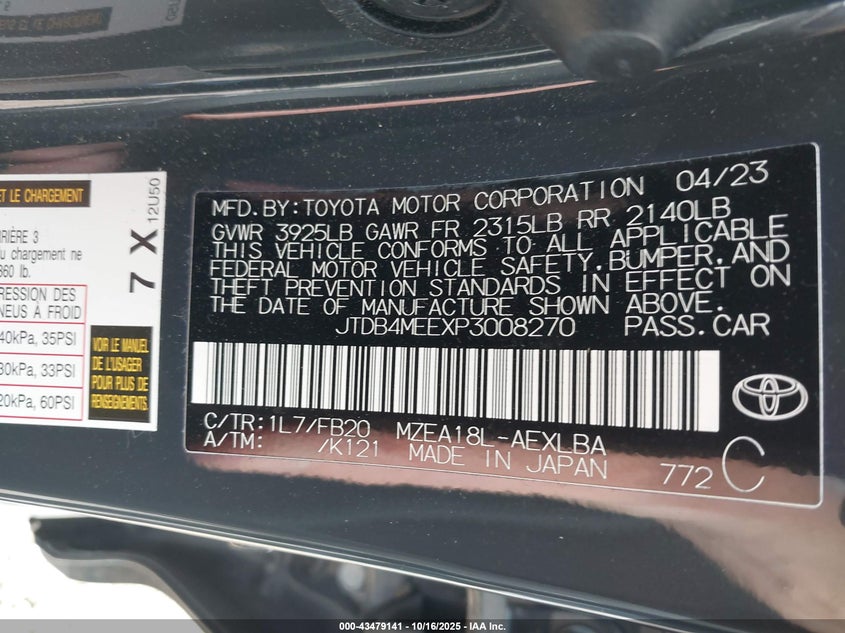 MFD. BY: TOYOTA MOTOR CORPORATION 04/23
GVWR 3925LB GAWR FR 2315LB RR 2140LB
THIS VEHICLE CONFORMS TO ALL APPLICABLE
FEDERAL MOTOR VEHICLE SAFETY, BUMPER, AND
THEFT PREVENTION STANDARDS IN EFFECT ON
THE DATE OF MANUFACTURE SHOWN ABOVE.
JTDB4MEEXP3008270 PASS. CAR
C/TR: 1L7/FB20 MZEA18L-AEXLBA
A/TM: /K121 MADE IN JAPAN 772 C
ET LE CHARGEMENT
RIÈRE 3
u chargement ne
360 lb.
RESSION DES
NEUS À FROID
40kPa, 35PSI
30kPa, 33PSI
20kPa, 60PSI
VOIR LE MANUEL
DE L'USAGER
POUR PLUS DE
RENSEIGNEMENTS.
7 X
12U50
000-43479141 - 10/16/2025 - IAA Inc.